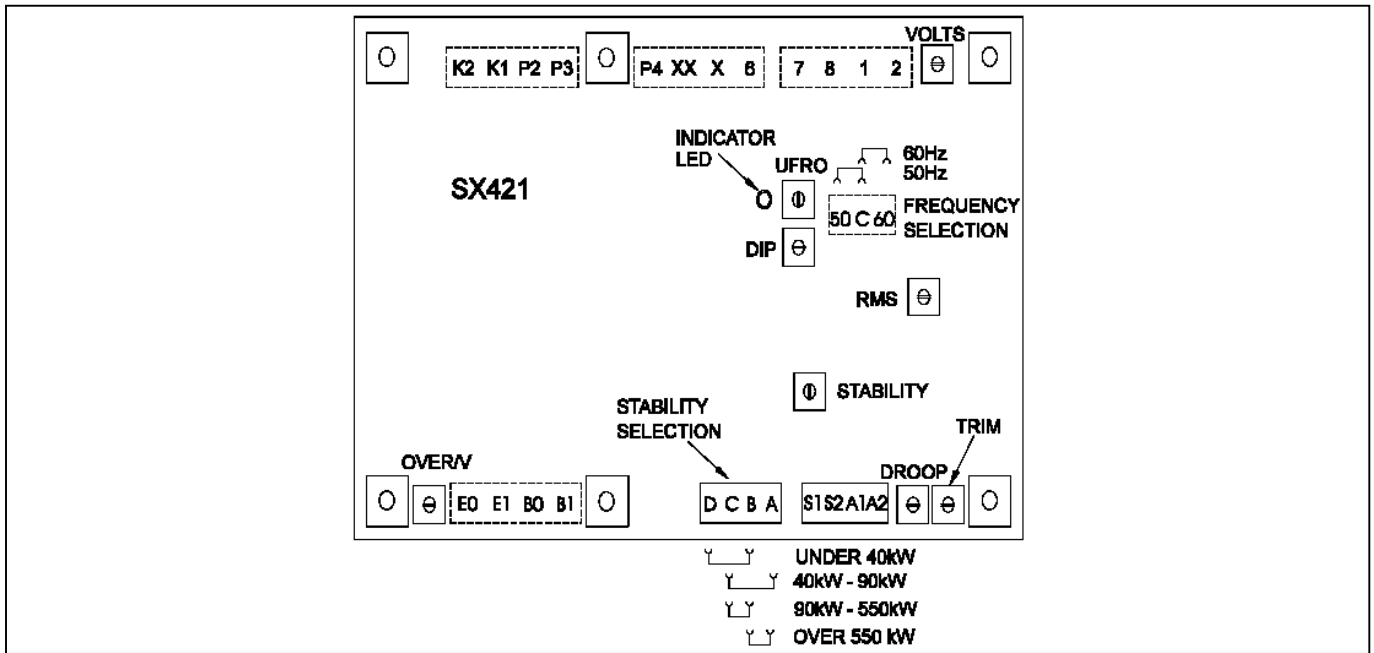 VOLTS
K2 K1 P2 P3
P4 XX X 6
7 8 1 2
INDICATOR
LED
UFRO
60Hz
50Hz
SX421
50 C 60
FREQUENCY
SELECTION
DIP
RMS
STABILITY
STABILITY
SELECTION
TRIM
OVER/V
DROOP
E0 E1 B0 B1
D C B A
S1 S2 A1 A2
UNDER 40kW
40kW - 90kW
90kW - 550kW
OVER 550 kW